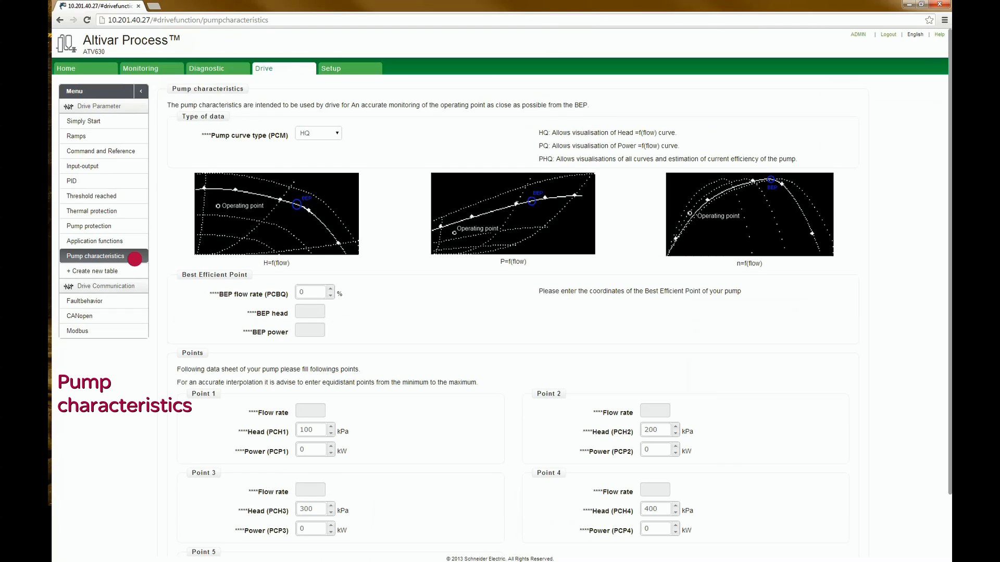 10.201.40.27/#drivefunctic
10.201.40.27/#drivefunction/pumpcharacteristics
Altivar Process™
ATV630
ADMIN | Logout | English | Help
Home Monitoring Diagnostic Drive Setup
Menu
Drive Parameter
Simply Start
Ramps
Command and Reference
Input-output
PID
Threshold reached
Thermal protection
Pump protection
Application functions
Pump characteristics
+ Create new table
Drive Communication
Faultbehavior
CANopen
Modbus
Pump
characteristics
Pump characteristics
The pump characteristics are intended to be used by drive for An accurate monitoring of the operating point as close as possible from the BEP.
Type of data
****Pump curve type (PCM) HQ
HQ: Allows visualisation of Head =f(flow) curve.
PQ: Allows visualisation of Power =f(flow) curve.
PHQ: Allows visualisations of all curves and estimation of current efficiency of the pump.
BEP
Operating point
H=f(flow)
BEP
Operating point
P=f(flow)
BEP
Operating point
n=f(flow)
Best Efficient Point
****BEP flow rate (PCBQ) 0 %
Please enter the coordinates of the Best Efficient Point of your pump
****BEP head
****BEP power
Points
Following data sheet of your pump please fill followings points.
For an accurate interpolation it is advise to enter equidistant points from the minimum to the maximum.
Point 1
****Flow rate
****Head (PCH1) 100 kPa
****Power (PCP1) 0 kW
Point 2
****Flow rate
****Head (PCH2) 200 kPa
****Power (PCP2) 0 kW
Point 3
****Flow rate
****Head (PCH3) 300 kPa
****Power (PCP3) 0 kW
Point 4
****Flow rate
****Head (PCH4) 400 kPa
****Power (PCP4) 0 kW
Point 5
© 2013 Schneider Electric. All Rights Reserved.